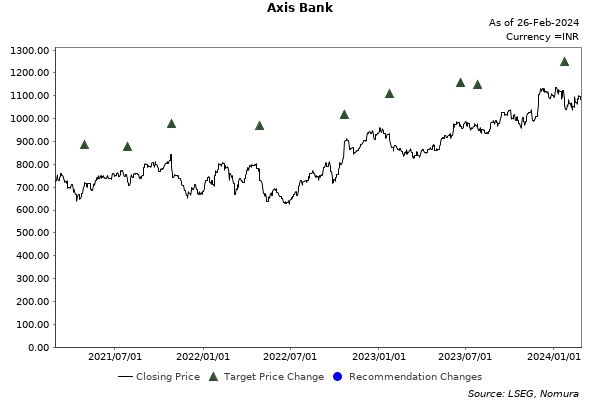 Axis Bank
As of 26-Feb-2024
Currency =INR
1300.00
1200.00
1100.00
1000.00
900.00
800.00
700.00
600.00
500.00
400.00
300.00
200.00
100.00
0.00
2021/07/01 2022/01/01 2022/07/01 2023/01/01 2023/07/01 2024/01/01
Closing Price Target Price Change Recommendation Changes
Source: LSEG, Nomura